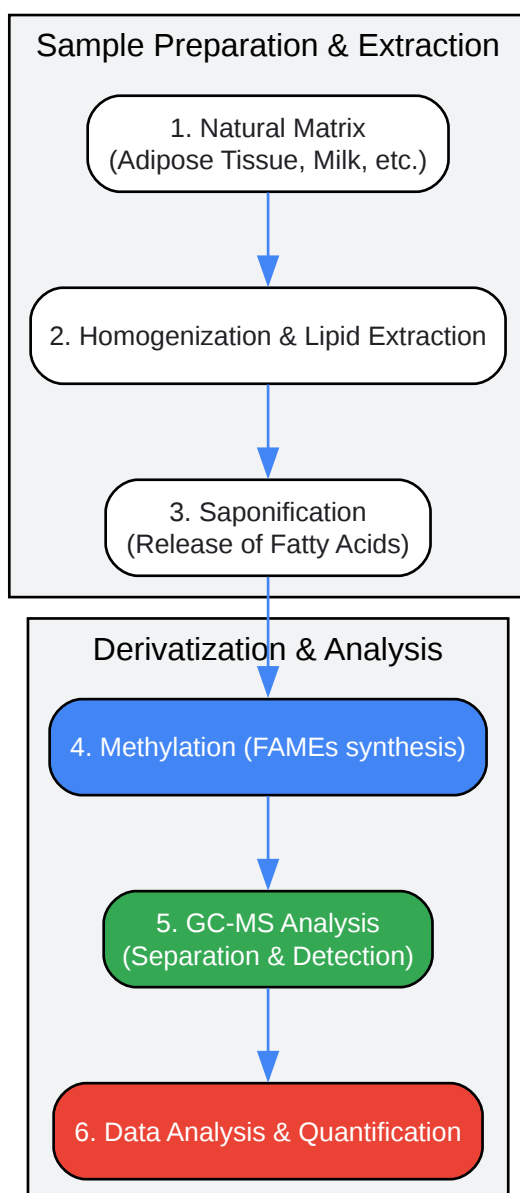 Sample Preparation & Extraction
1. Natural Matrix
(Adipose Tissue, Milk, etc.)
2. Homogenization & Lipid Extraction
3. Saponification
(Release of Fatty Acids)
Derivatization & Analysis
4. Methylation (FAMEs synthesis)
5. GC-MS Analysis
(Separation & Detection)
6. Data Analysis & Quantification